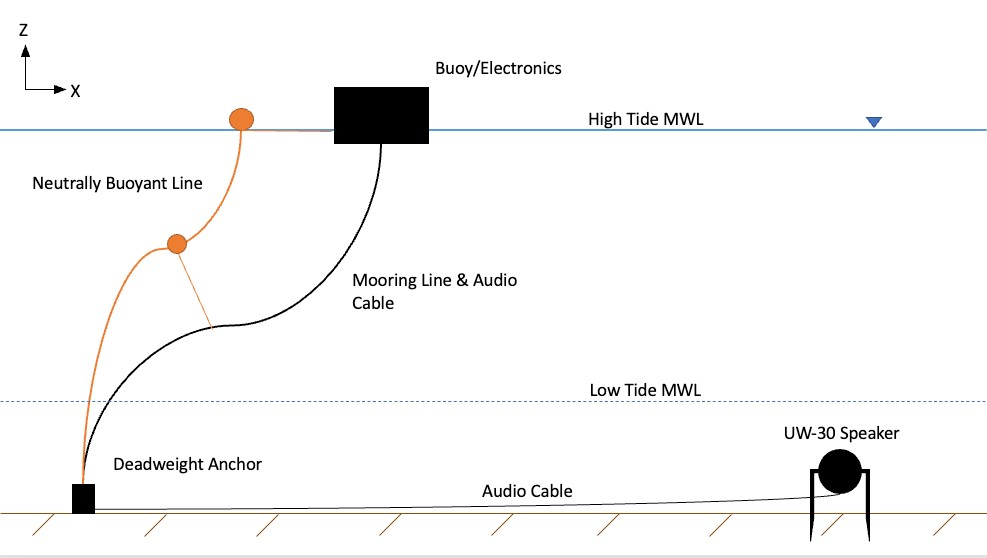 Z
X
Buoy/Electronics
High Tide MWL
Neutrally Buoyant Line
Mooring Line & Audio
Cable
Low Tide MWL
UW-30 Speaker
Deadweight Anchor
Audio Cable